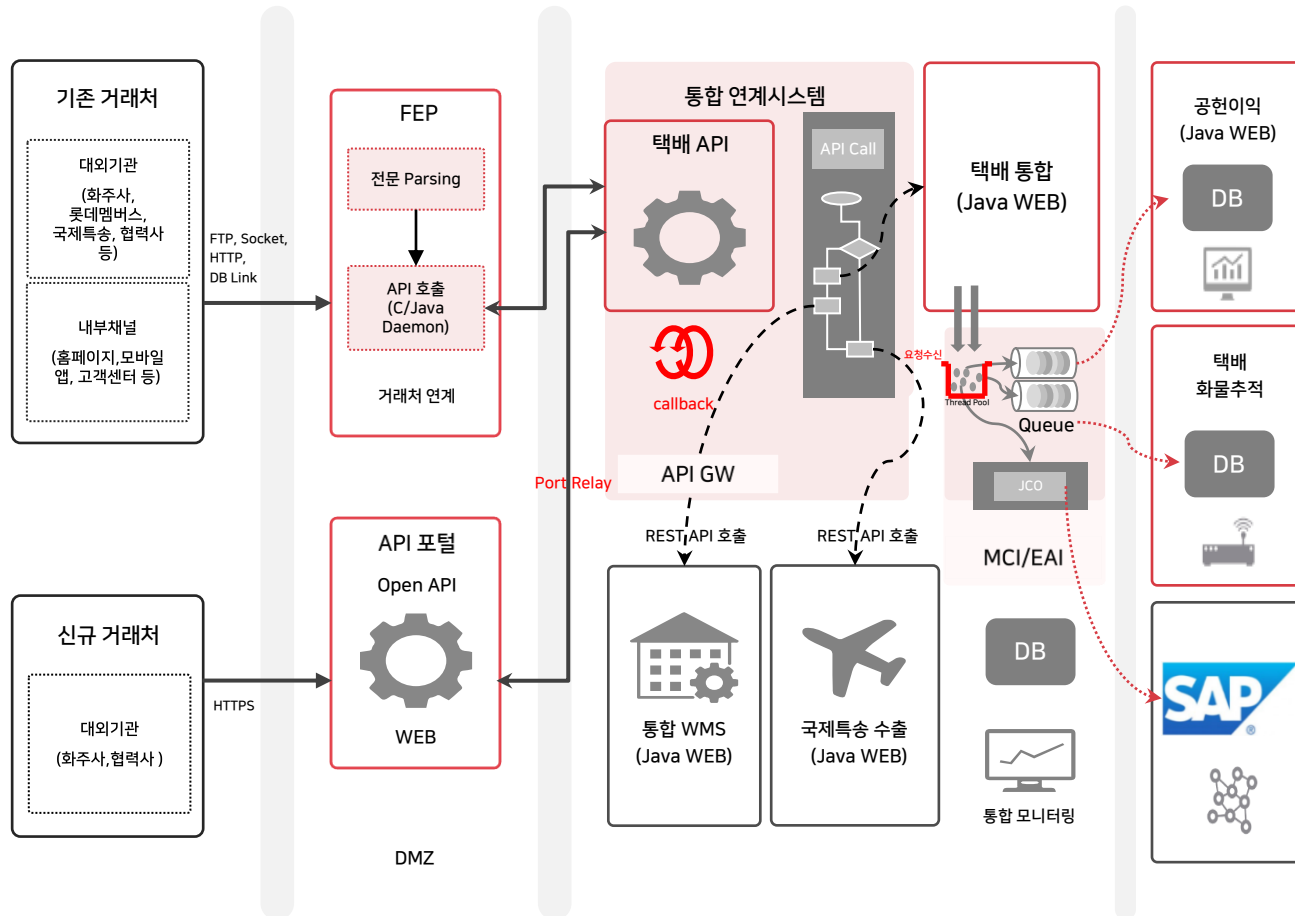 기존 거래처
대외기관
(화주사,
롯데멤버스,
국제특송, 협력사
등)
내부채널
(홈페이지,모바일
앱, 고객센터 등)
FTP, Socket,
HTTP,
DB Link
신규 거래처
대외기관
(화주사,협력사 )
HTTPS
FEP
전문 Parsing
API 호출
(C/Java
Daemon)
거래처 연계
API 포털
Open API
WEB
DMZ
Port Relay
통합 연계시스템
택배 API
callback
API Call
API GW
REST API 호출
REST API 호출
통합 WMS
(Java WEB)
국제특송 수출
(Java WEB)
택배 통합
(Java WEB)
요청수신
Thread Pool
Queue
JCO
MCI/EAI
DB
통합 모니터링
공헌이익
(Java WEB)
DB
택배
화물추적
DB
SAP
®